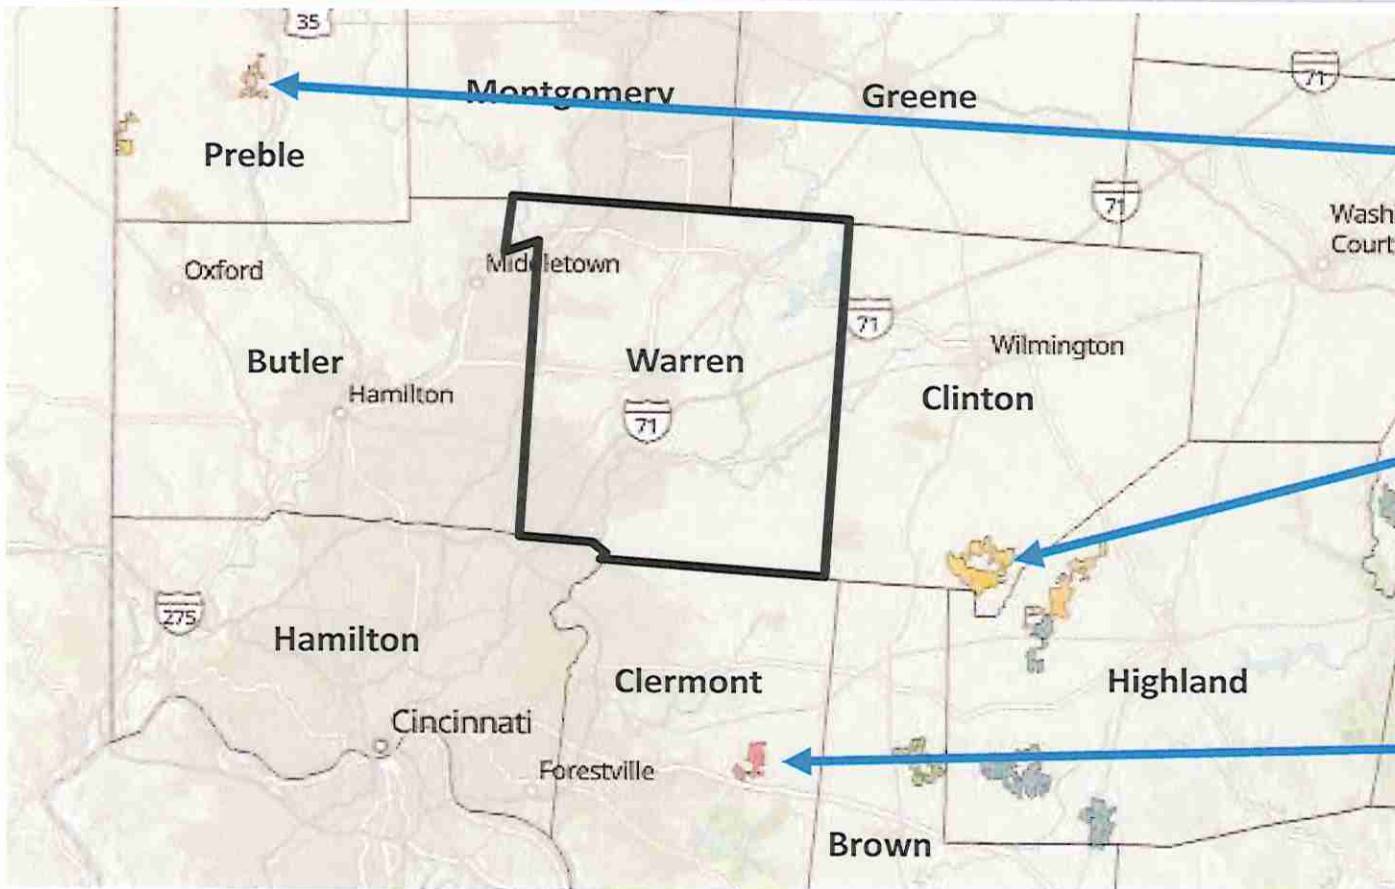 35
71
Montgomery
Greene
Preble
71
Wash
Court
Oxford
Middletown
71
Butler
Warren
Wilmington
Hamilton
Clinton
71
275
Hamilton
Clermont
Highland
Cincinnati
Forestville
Brown